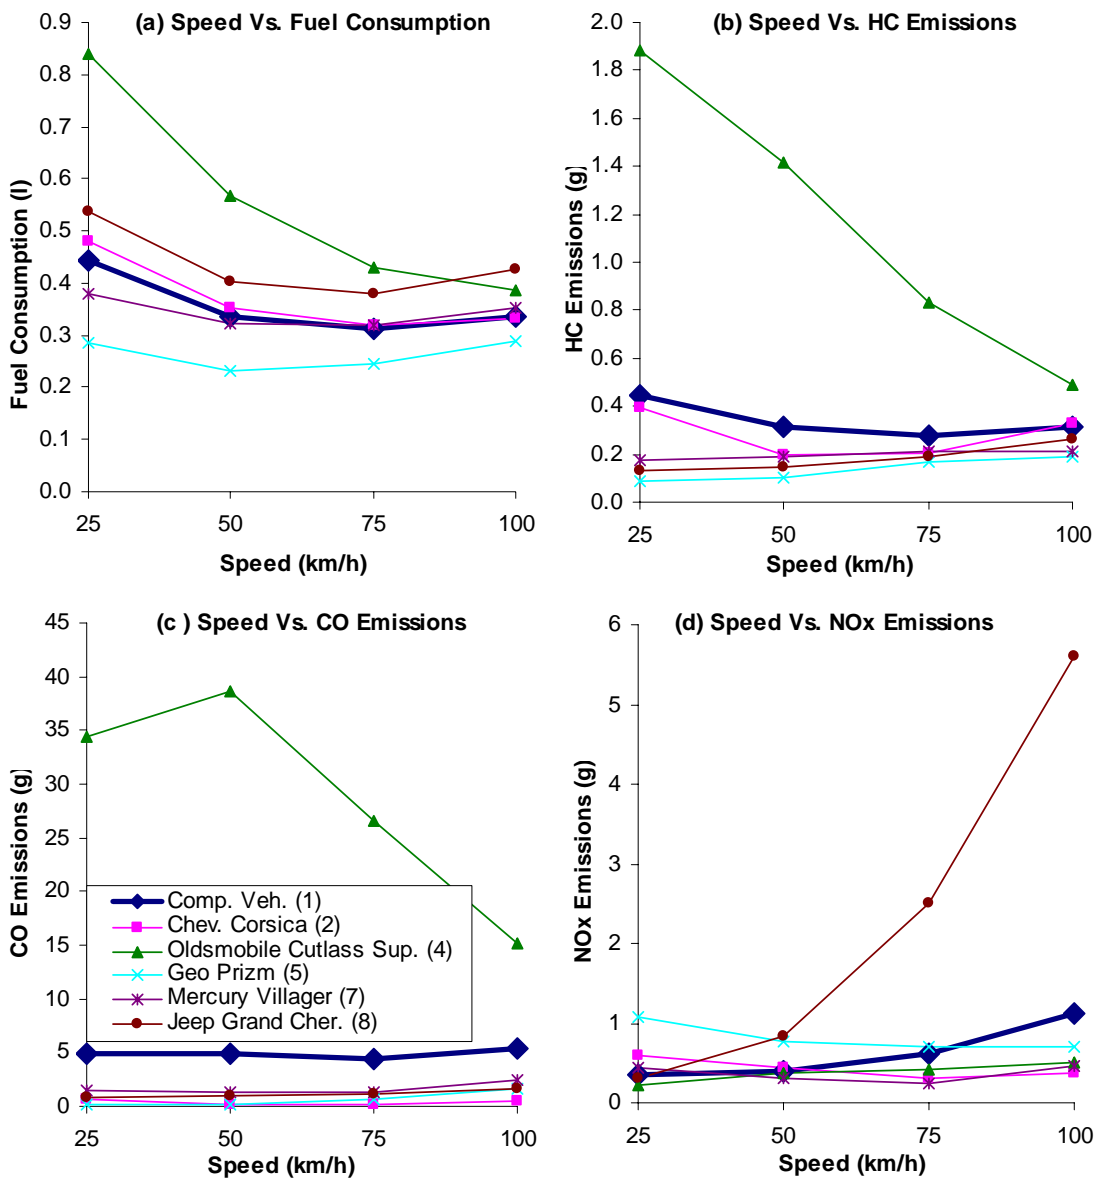 (a) Speed Vs. Fuel Consumption
Fuel Consumption (l)
0.9
0.8
0.7
0.6
0.5
0.4
0.3
0.2
0.1
0.0
25 50 75 100
Speed (km/h)
(b) Speed Vs. HC Emissions
HC Emissions (g)
2.0
1.8
1.6
1.4
1.2
1.0
0.8
0.6
0.4
0.2
0.0
25 50 75 100
Speed (km/h)
(c ) Speed Vs. CO Emissions
CO Emissions (g)
45
40
35
30
25
20
15
10
5
0
Comp. Veh. (1)
Chev. Corsica (2)
Oldsmobile Cutlass Sup. (4)
Geo Prizm (5)
Mercury Villager (7)
Jeep Grand Cher. (8)
25 50 75 100
Speed (km/h)
(d) Speed Vs. NOx Emissions
NOx Emissions (g)
6
5
4
3
2
1
0
25 50 75 100
Speed (km/h)